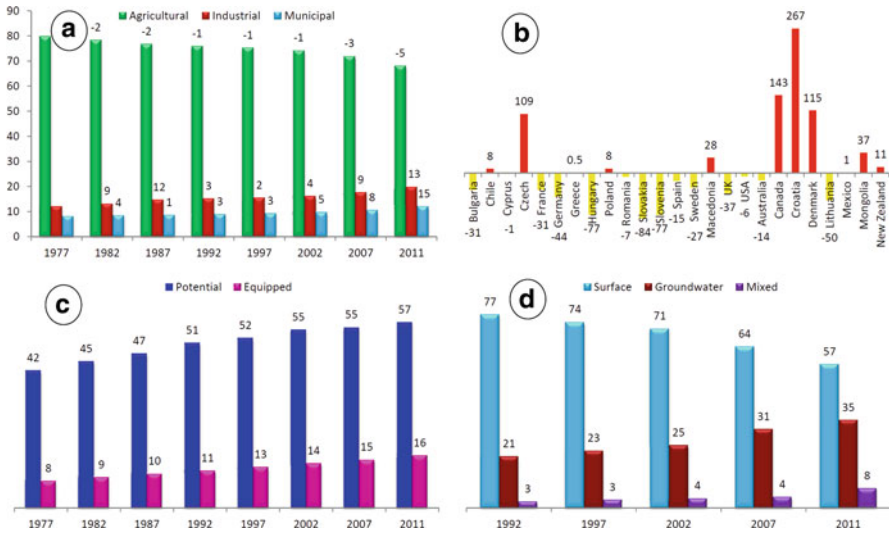 a
Agricultural Industrial Municipal
90
80
70
60
50
40
30
20
10
0
-2 -2 -1 -1 -1 -3 -5
9 12 3 2 4 9 13
4 1 3 3 5 8 15
1977 1982 1987 1992 1997 2002 2007 2011
b
8 109 0.5 8 28 143 267 115 1 37 11
Bulgaria Chile Cyprus Czech France Germany Greece Hungary Poland Romania Slovakia Slovenia Spain Sweden Macedonia UK USA Australia Canada Croatia Denmark Lithuania Mexico Mongolia New Zealand
-31 -1 -31 -44 -77 -7 -84 -77 -15 -27 -37 -6 -14 -50
c
Potential Equipped
42 45 47 51 52 55 55 57
8 9 10 11 13 14 15 16
1977 1982 1987 1992 1997 2002 2007 2011
d
Surface Groundwater Mixed
77 74 71 64 57
21 23 25 31 35
3 3 4 4 8
1992 1997 2002 2007 2011